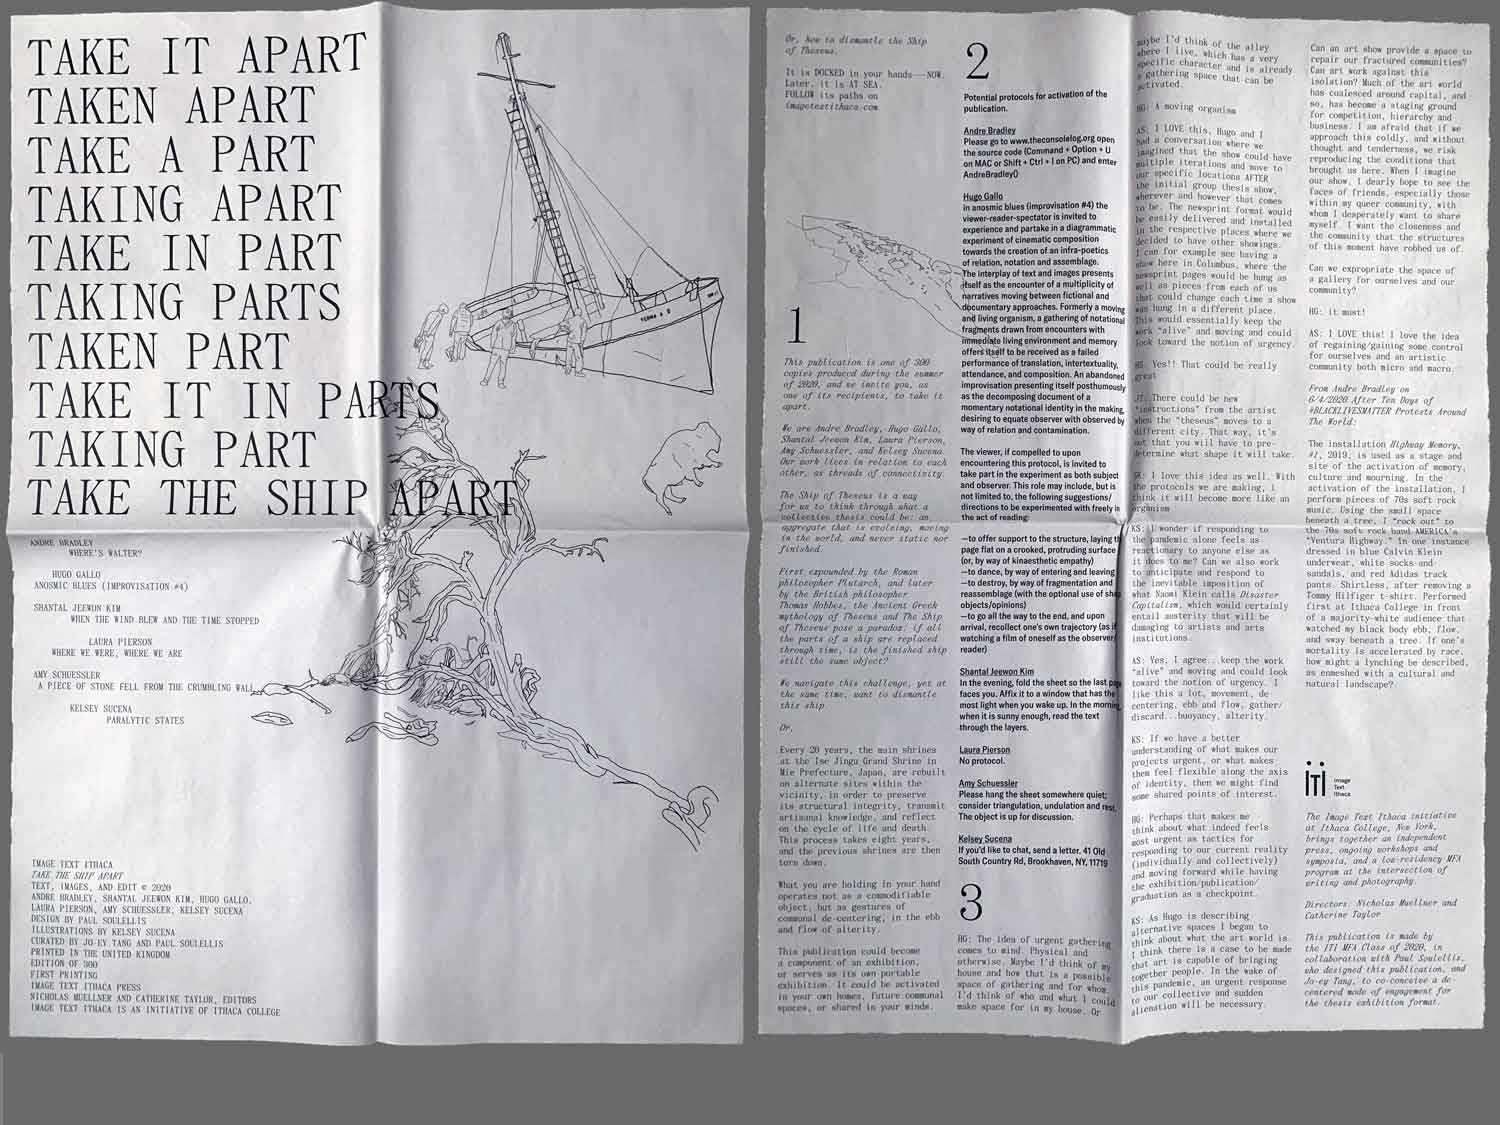 TAKE IT APART
TAKEN APART
TAKE A PART
TAKING APART
TAKE IN PART
TAKING PARTS
TAKEN PART
TAKE IT IN PARTS
TAKING PART
TAKE THE SHIP APART
ANDRE BRADLEY
WHERE'S WALTER?
HUGO GALLO
ANOSMIC BLUES (IMPROVISATION #4)
SHANTAL JEEWON KIM
WHEN THE WIND BLEW AND THE TIME STOPPED
LAURA PIERSON
WHERE WE WERE, WHERE WE ARE
AMY SCHUESSLER
A PIECE OF STONE FELL FROM THE CRUMBLING WALL
KELSEY SUCENA
PARALYTIC STATES
IMAGE TEXT ITHACA
TAKE THE SHIP APART
TEXT, IMAGES, AND EDIT © 2020
ANDRE BRADLEY, SHANTAL JEEWON KIM, HUGO GALLO,
LAURA PIERSON, AMY SCHUESSLER, KELSEY SUCENA
DESIGN BY PAUL SOULELLIS
ILLUSTRATIONS BY KELSEY SUCENA
CURATED BY JO-EY TANG AND PAUL SOULELLIS
PRINTED IN THE UNITED KINGDOM
EDITION OF 300
FIRST PRINTING
IMAGE TEXT ITHACA PRESS
NICHOLAS MUELLNER AND CATHERINE TAYLOR, EDITORS
IMAGE TEXT ITHACA IS AN INITIATIVE OF ITHACA COLLEGE
Or, how to dismantle the Ship
of Theseus.
It is DOCKED in your hands——NOW.
Later, it is AT SEA.
FOLLOW its paths on
imagetextithaca.com
1
This publication is one of 300
copies produced during the summer
of 2020, and we invite you, as
one of its recipients, to take it
apart.
We are Andre Bradley, Hugo Gallo,
Shantal Jeewon Kim, Laura Pierson,
Amy Schuessler, and Kelsey Sucena.
Our work lives in relation to each
other, as threads of connectivity.
The Ship of Theseus is a way
for us to think through what a
collective thesis could be: an
aggregate that is evolving, moving
in the world, and never static nor
finished.
First expounded by the Roman
philosopher Plutarch, and later
by the British philosopher
Thomas Hobbes, the Ancient Greek
mythology of Theseus and The Ship
of Theseus pose a paradox: if all
the parts of a ship are replaced
through time, is the finished ship
still the same object?
We navigate this challenge, yet at
the same time, want to dismantle
this ship
Or,
Every 20 years, the main shrines
at the Ise Jingu Grand Shrine in
Mie Prefecture, Japan, are rebuilt
on alternate sites within the
vicinity, in order to preserve
its structural integrity, transmit
artisanal knowledge, and reflect
on the cycle of life and death.
This process takes eight years,
and the previous shrines are then
torn down.
What you are holding in your hand
operates not as a commodifiable
object, but as gestures of
communal de-centering, in the ebb
and flow of alterity.
This publication could become
a component of an exhibition,
or serves as its own portable
exhibition. It could be activated
in your own homes, future communal
spaces, or shared in your minds.
2
Potential protocols for activation of the
publication.
Andre Bradley
Please go to www.theconsolelog.org open
the source code (Command + Option + U
on MAC or Shift + Ctrl + I on PC) and enter
AndreBradley()
Hugo Gallo
in anosmic blues (improvisation #4) the
viewer-reader-spectator is invited to
experience and partake in a diagrammatic
experiment of cinematic composition
towards the creation of an infra-poetics
of relation, notation and assemblage.
The interplay of text and images presents
itself as the encounter of a multiplicity of
narratives moving between fictional and
documentary approaches. Formerly a moving
and living organism, a gathering of notational
fragments drawn from encounters with
immediate living environment and memory
offers itself to be received as a failed
performance of translation, intertextuality,
attendance, and composition. An abandoned
improvisation presenting itself posthumously
as the decomposing document of a
momentary notational identity in the making,
desiring to equate observer with observed by
way of relation and contamination.
The viewer, if compelled to upon
encountering this protocol, is invited to
take part in the experiment as both subject
and observer. This role may include, but is
not limited to, the following suggestions/
directions to be experimented with freely in
the act of reading:
—to offer support to the structure, laying th
page flat on a crooked, protruding surface
(or, by way of kinaesthetic empathy)
—to dance, by way of entering and leaving
—to destroy, by way of fragmentation and
reassemblage (with the optional use of sha
objects/opinions)
—to go all the way to the end, and upon
arrival, recollect one's own trajectory (as if
watching a film of oneself as the observer/
reader)
Shantal Jeewon Kim
In the evening, fold the sheet so the last page
faces you. Affix it to a window that has the
most light when you wake up. In the morning,
when it is sunny enough, read the text
through the layers.
Laura Pierson
No protocol.
Amy Schuessler
Please hang the sheet somewhere quiet;
consider triangulation, undulation and rest.
The object is up for discussion.
Kelsey Sucena
If you'd like to chat, send a letter. 41 Old
South Country Rd, Brookhaven, NY, 11719
3
HG: The idea of urgent gathering
comes to mind. Physical and
otherwise. Maybe I'd think of my
house and how that is a possible
space of gathering and for whom.
I'd think of who and what I could
make space for in my house. Or
maybe I'd think of the alley
where I live, which has a very
specific character and is already
a gathering space that can be
activated.
HG: A moving organism
AS: I LOVE this, Hugo and I
had a conversation where we
imagined that the show could have
multiple iterations and move to
our specific locations AFTER
the initial group thesis show,
wherever and however that comes
to be. The newsprint format would
be easily delivered and installed
in the respective places where we
decided to have other showings.
I can for example see having a
show here in Columbus, where the
newsprint pages would be hung as
well as pieces from each of us
that could change each time a show
was hung in a different place.
This would essentially keep the
work "alive" and moving and could
look toward the notion of urgency.
HG: Yes!! That could be really
great
JT: There could be new
"instructions" from the artist
when the "theseus" moves to a
different city. That way, it's
not that you will have to pre-
determine what shape it will take.
SK: I love this idea as well. With
the protocols we are making, I
think it will become more like an
organism.
KS: I wonder if responding to
the pandemic alone feels as
reactionary to anyone else as
it does to me? Can we also work
to anticipate and respond to
the inevitable imposition of
what Naomi Klein calls Disaster
Capitalism, which would certainly
entail austerity that will be
damaging to artists and arts
institutions.
AS: Yes, I agree...keep the work
"alive" and moving and could look
toward the notion of urgency. I
like this a lot, movement, de-
centering, ebb and flow, gather/
discard...buoyancy, alterity.
KS: If we have a better
understanding of what makes our
projects urgent, or what makes
them feel flexible along the axis
of identity, then we might find
some shared points of interest.
HG: Perhaps that makes me
think about what indeed feels
most urgent as tactics for
responding to our current reality
(individually and collectively)
and moving forward while having
the exhibition/publication/
graduation as a checkpoint.
KS: As Hugo is describing
alternative spaces I began to
think about what the art world is.
I think there is a case to be made
that art is capable of bringing
together people. In the wake of
this pandemic, an urgent response
to our collective and sudden
alienation will be necessary.
Can an art show provide a space to
repair our fractured communities?
Can art work against this
isolation? Much of the art world
has coalesced around capital, and
so, has become a staging ground
for competition, hierarchy and
business. I am afraid that if we
approach this coldly, and without
thought and tenderness, we risk
reproducing the conditions that
brought us here. When I imagine
our show, I dearly hope to see the
faces of friends, especially those
within my queer community, with
whom I desperately want to share
myself. I want the closeness and
the community that the structures
of this moment have robbed us of.
Can we expropriate the space of
a gallery for ourselves and our
community?
HG: it must!
AS: I LOVE this! I love the idea
of regaining/gaining some control
for ourselves and an artistic
community both micro and macro.
From Andre Bradley on
6/4/2020 After Ten Days of
#BLACKLIVESMATTER Protests Around
The World:
The installation Highway Memory,
#1, 2019, is used as a stage and
site of the activation of memory,
culture and mourning. In the
activation of the installation, I
perform pieces of 70s soft rock
music. Using the small space
beneath a tree, I "rock out" to
the 70s soft rock band AMERICA's
"Ventura Highway." In one instance
dressed in blue Calvin Klein
underwear, white socks and
sandals, and red Adidas track
pants. Shirtless, after removing a
Tommy Hilfiger t-shirt. Performed
first at Ithaca College in front
of a majority-white audience that
watched my black body ebb, flow,
and sway beneath a tree. If one's
mortality is accelerated by race,
how might a lynching be described,
as enmeshed with a cultural and
natural landscape?
ITI
Image
Text
Ithaca
The Image Text Ithaca initiative
at Ithaca College, New York,
brings together an independent
press, ongoing workshops and
symposia, and a low-residency MFA
program at the intersection of
writing and photography.
Directors: Nicholas Muellner and
Catherine Taylor
This publication is made by
the ITI MFA Class of 2020, in
collaboration with Paul Soulellis,
who designed this publication, and
Jo-ey Tang, to co-conceive a de-
centered mode of engagement for
the thesis exhibition format.